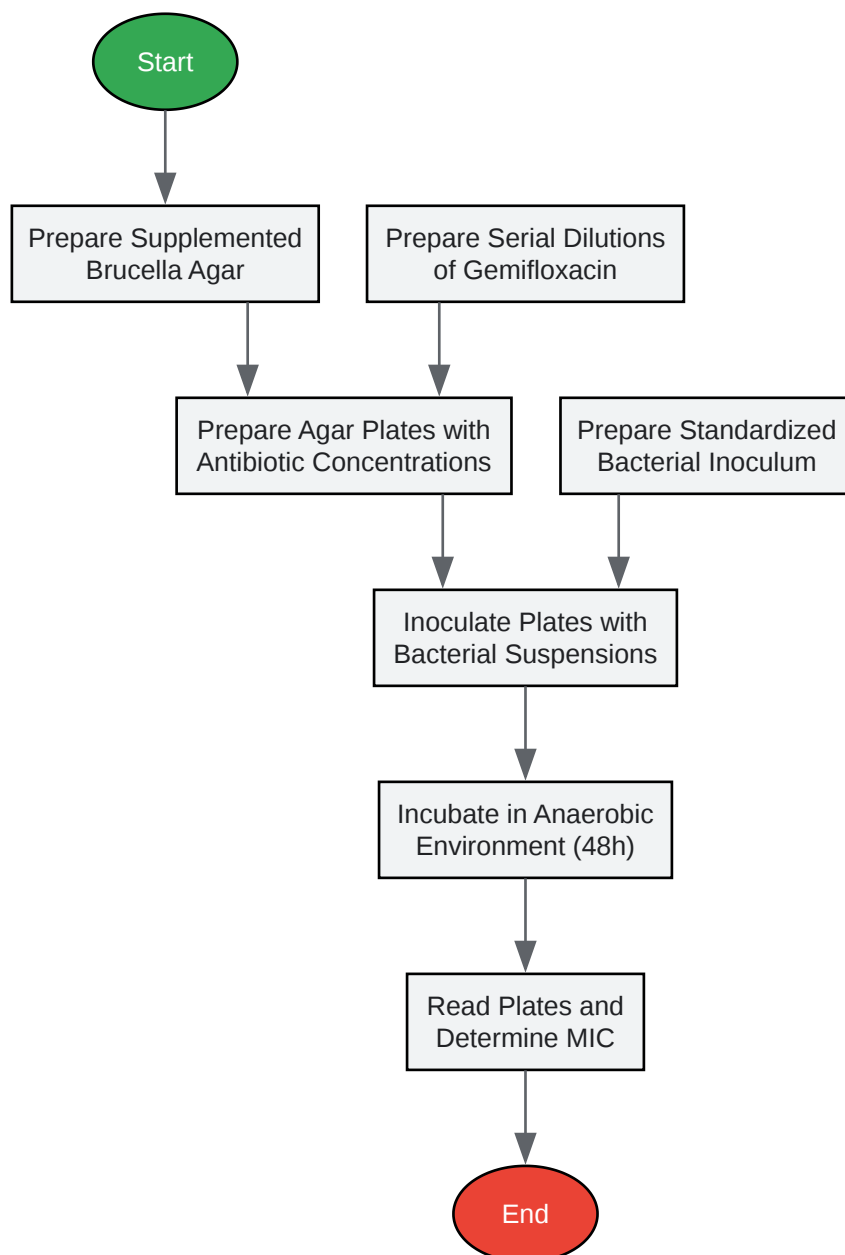 Start
Prepare Supplemented
Brucella Agar
Prepare Serial Dilutions
of Gemifloxacin
Prepare Agar Plates with
Antibiotic Concentrations
Prepare Standardized
Bacterial Inoculum
Inoculate Plates with
Bacterial Suspensions
Incubate in Anaerobic
Environment (48h)
Read Plates and
Determine MIC
End